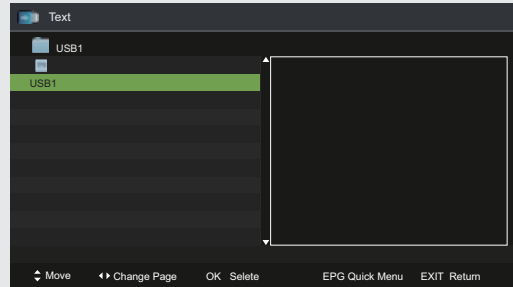 Text
USB1
USB1
Move Change Page OK Selete EPG Quick Menu EXIT Return